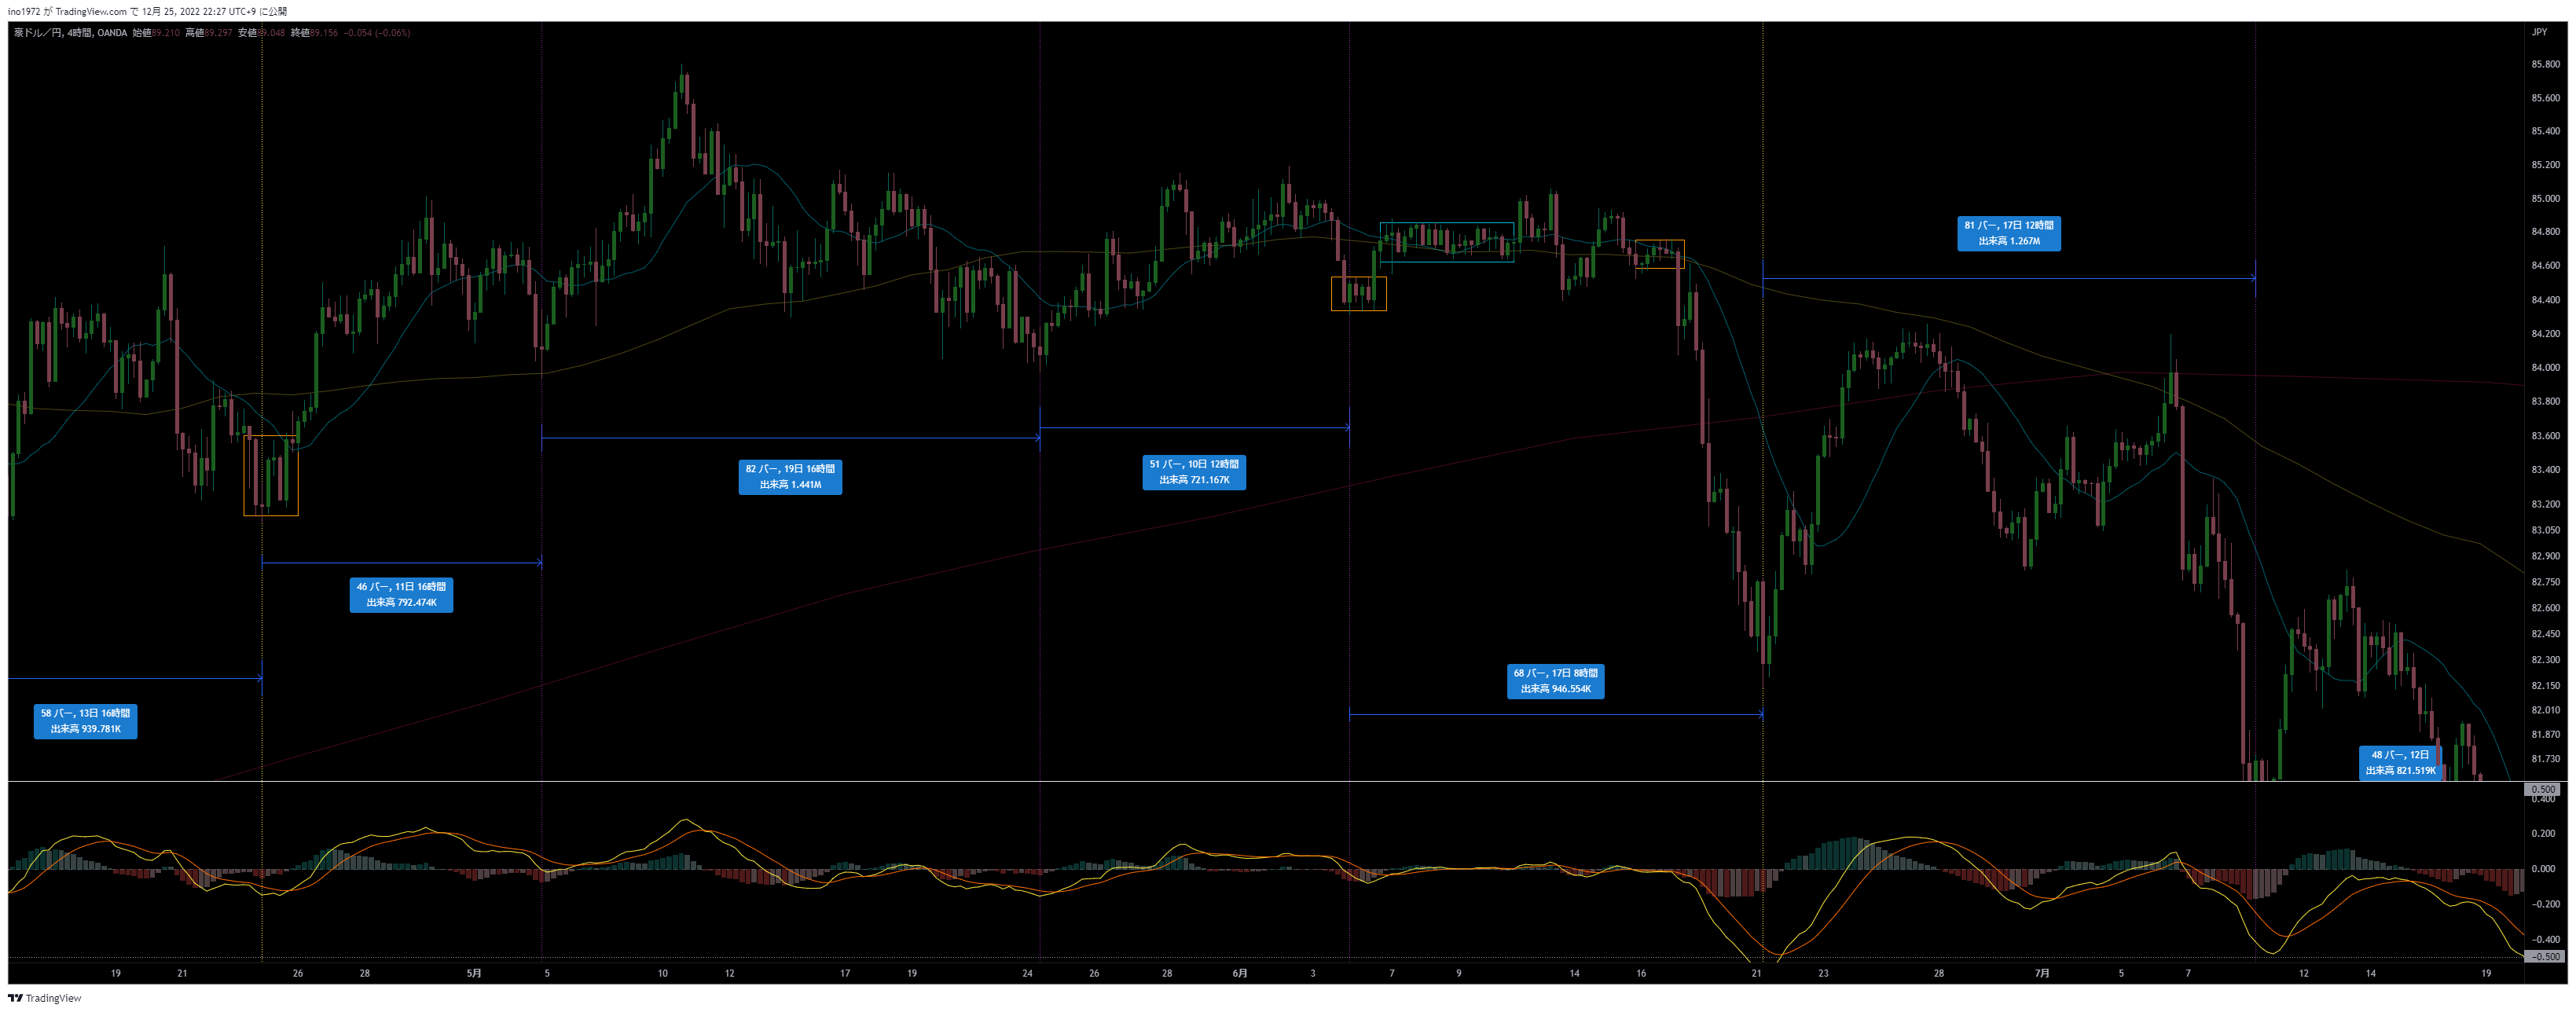 ino1972 が TradingView.com で 12月 25, 2022 22:27 UTC+9 に公開
豪ドル／円, 4時間, OANDA 始値89.210 高値89.297 安値89.048 終値89.156 −0.054 (−0.06%)
JPY
85.800
85.600
85.400
85.200
85.000
84.800
84.600
84.400
84.200
84.000
83.800
83.600
83.400
83.200
83.050
82.900
82.750
82.600
82.450
82.300
82.150
82.010
81.870
81.730
81 バー, 17日 12時間
出来高 1.267M
82 バー, 19日 16時間
出来高 1.441M
51 バー, 10日 12時間
出来高 721.167K
46 バー, 11日 16時間
出来高 792.474K
68 バー, 17日 8時間
出来高 946.554K
58 バー, 13日 16時間
出来高 939.781K
48 バー, 12日
出来高 821.519K
0.500
0.400
0.200
0.000
−0.200
−0.400
−0.500
19 21 26 28 5月 5 10 12 17 19 24 26 28 6月 3 7 9 14 16 21 23 28 7月 5 7 12 14 19
TradingView